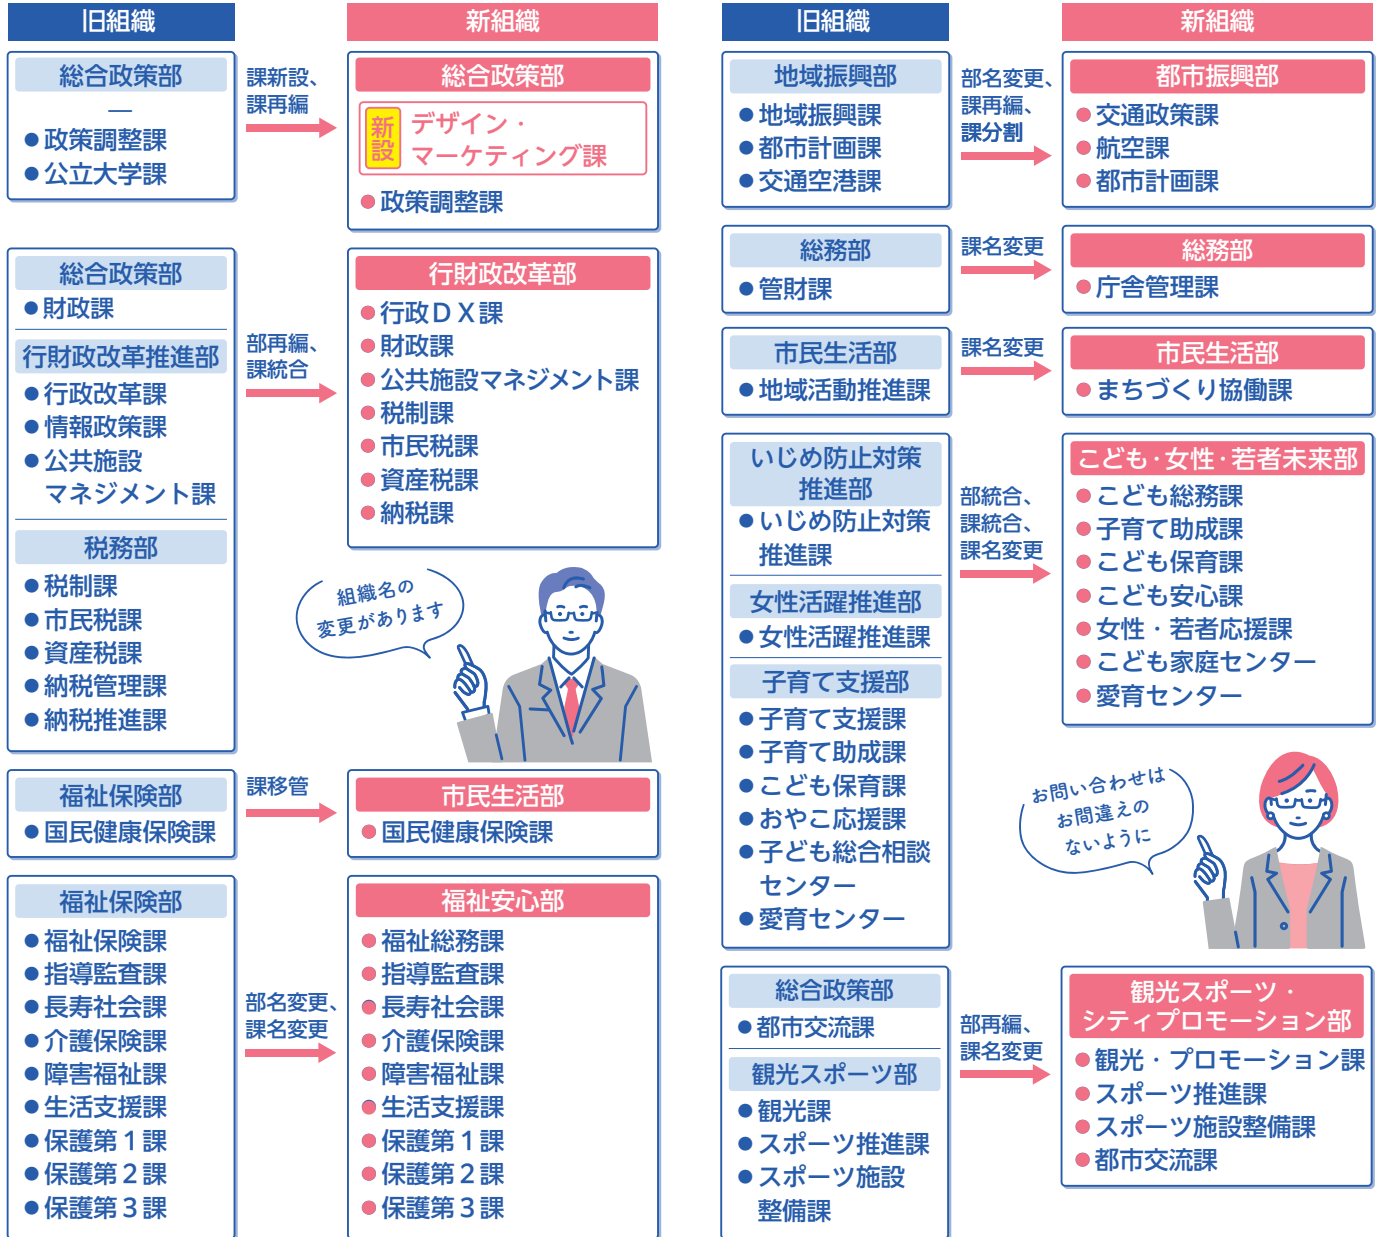 旧組織
新組織
総合政策部
―
●政策調整課
●公立大学課
課新設、
課再編
総合政策部
新設
デザイン・
マーケティング課
●政策調整課
総合政策部
●財政課
行財政改革推進部
●行政改革課
●情報政策課
●公共施設
マネジメント課
税務部
●税制課
●市民税課
●資産税課
●納税管理課
●納税推進課
部再編、
課統合
行財政改革部
●行政DX課
●財政課
●公共施設マネジメント課
●税制課
●市民税課
●資産税課
●納税課
組織名の
変更があります
福祉保険部
●国民健康保険課
課移管
市民生活部
●国民健康保険課
福祉保険部
●福祉保険課
●指導監査課
●長寿社会課
●介護保険課
●障害福祉課
●生活支援課
●保護第1課
●保護第2課
●保護第3課
部名変更、
課名変更
福祉安心部
●福祉総務課
●指導監査課
●長寿社会課
●介護保険課
●障害福祉課
●生活支援課
●保護第1課
●保護第2課
●保護第3課
旧組織
新組織
地域振興部
●地域振興課
●都市計画課
●交通空港課
部名変更、
課再編、
課分割
都市振興部
●交通政策課
●航空課
●都市計画課
総務部
●管財課
課名変更
総務部
●庁舎管理課
市民生活部
●地域活動推進課
課名変更
市民生活部
●まちづくり協働課
いじめ防止対策
推進部
●いじめ防止対策
推進課
女性活躍推進部
●女性活躍推進課
子育て支援部
●子育て支援課
●子育て助成課
●こども保育課
●おやこ応援課
●子ども総合相談
センター
●愛育センター
部統合、
課統合、
課名変更
こども・女性・若者未来部
●こども総務課
●子育て助成課
●こども保育課
●こども安心課
●女性・若者応援課
●こども家庭センター
●愛育センター
お問い合わせは
お間違えの
ないように
総合政策部
●都市交流課
観光スポーツ部
●観光課
●スポーツ推進課
●スポーツ施設
整備課
部再編、
課名変更
観光スポーツ・
シティプロモーション部
●観光・プロモーション課
●スポーツ推進課
●スポーツ施設整備課
●都市交流課